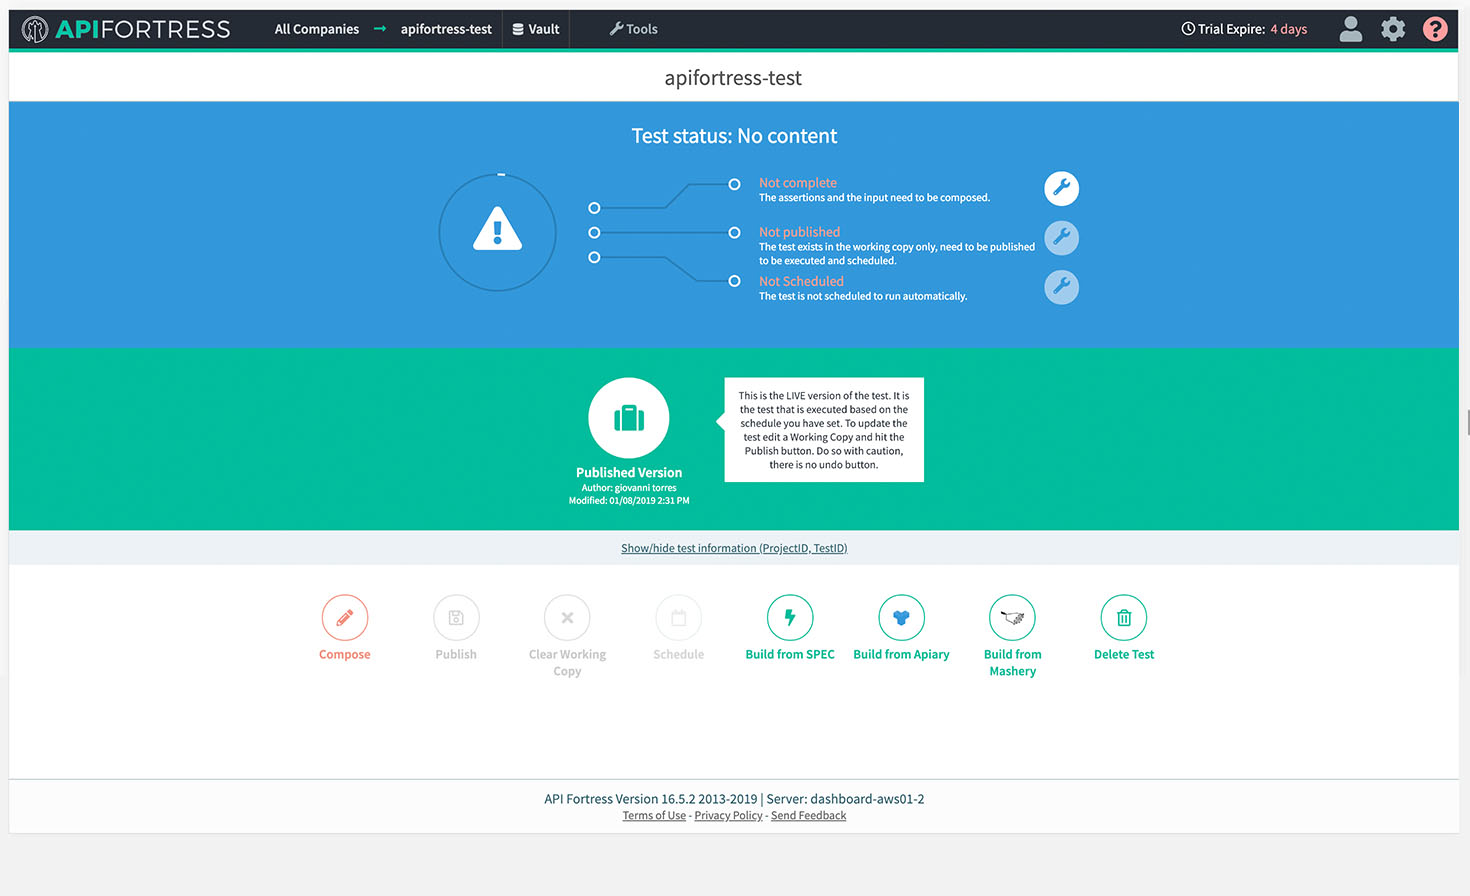 APIFORTRESS
All Companies → apifortress-test
Vault
Tools
Trial Expire: 4 days
?
apifortress-test
Test status: No content
Not complete
The assertions and the input need to be composed.
Not published
The test exists in the working copy only, need to be published
to be executed and scheduled.
Not Scheduled
The test is not scheduled to run automatically.
Published Version
Author: giovanni torres
Modified: 01/08/2019 2:31 PM
This is the LIVE version of the test. It is
the test that is executed based on the
schedule you have set. To update the
test edit a Working Copy and hit the
Publish button. Do so with caution,
there is no undo button.
Show/hide test information (ProjectID, TestID)
Compose
Publish
Clear Working
Copy
Schedule
Build from SPEC
Build from Apiary
Build from
Mashery
Delete Test
API Fortress Version 16.5.2 2013-2019 | Server: dashboard-aws01-2
Terms of Use - Privacy Policy - Send Feedback